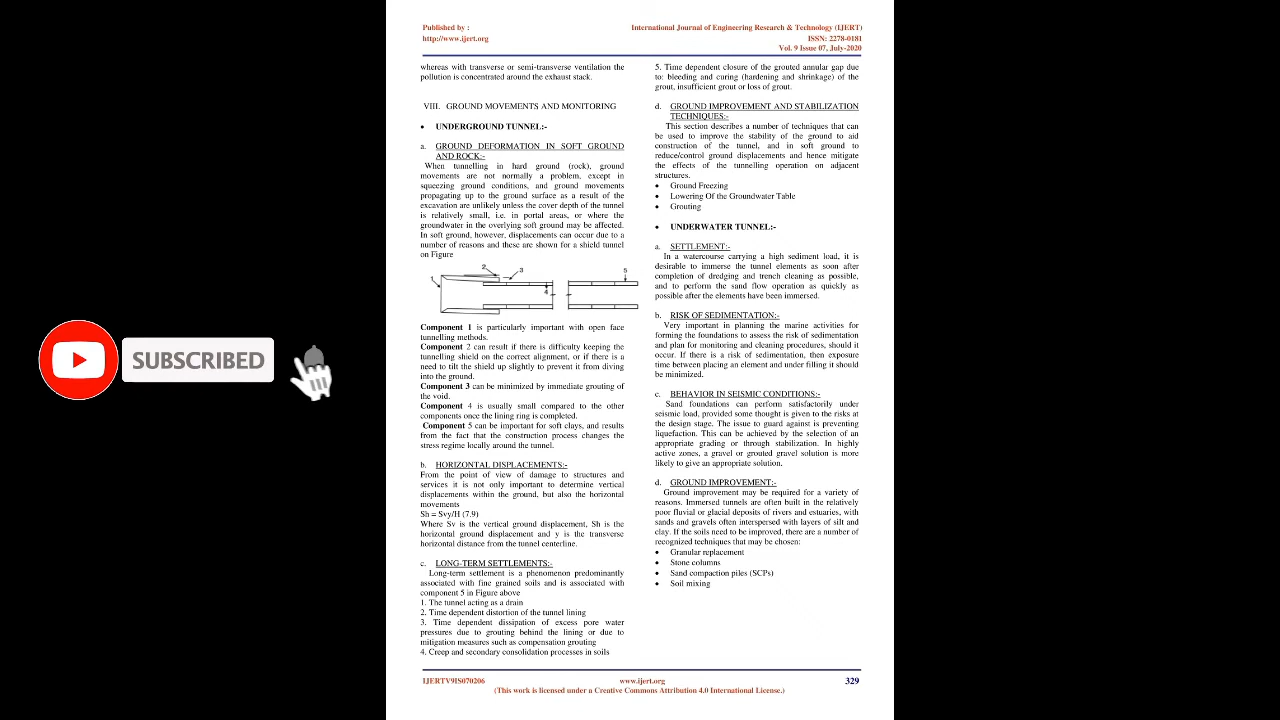 Published by :
http://www.ijert.org
International Journal of Engineering Research & Technology (IJERT)
ISSN: 2278-0181
Vol. 9 Issue 07, July-2020
whereas with transverse or semi-transverse ventilation the
pollution is concentrated around the exhaust stack.
VIII. GROUND MOVEMENTS AND MONITORING
• UNDERGROUND TUNNEL:-
a. GROUND DEFORMATION IN SOFT GROUND
AND ROCK:-
When tunnelling in hard ground (rock), ground
movements are not normally a problem, except in
squeezing ground conditions, and ground movements
propagating up to the ground surface as a result of the
excavation are unlikely unless the cover depth of the tunnel
is relatively small, i.e. in portal areas, or where the
groundwater in the overlying soft ground may be affected.
In soft ground, however, displacements can occur due to a
number of reasons and these are shown for a shield tunnel
on Figure
1
2
3
4
5
Component 1 is particularly important with open face
tunnelling methods.
Component 2 can result if there is difficulty keeping the
tunnelling shield on the correct alignment, or if there is a
need to tilt the shield up slightly to prevent it from diving
into the ground.
Component 3 can be minimized by immediate grouting of
the void.
Component 4 is usually small compared to the other
components once the lining ring is completed.
Component 5 can be important for soft clays, and results
from the fact that the construction process changes the
stress regime locally around the tunnel.
b. HORIZONTAL DISPLACEMENTS:-
From the point of view of damage to structures and
services it is not only important to determine vertical
displacements within the ground, but also the horizontal
movements
Sh = Svy/H (7.9)
Where Sv is the vertical ground displacement, Sh is the
horizontal ground displacement and y is the transverse
horizontal distance from the tunnel centerline.
c. LONG-TERM SETTLEMENTS:-
Long-term settlement is a phenomenon predominantly
associated with fine grained soils and is associated with
component 5 in Figure above
1. The tunnel acting as a drain
2. Time dependent distortion of the tunnel lining
3. Time dependent dissipation of excess pore water
pressures due to grouting behind the lining or due to
mitigation measures such as compensation grouting
4. Creep and secondary consolidation processes in soils
5. Time dependent closure of the grouted annular gap due
to: bleeding and curing (hardening and shrinkage) of the
grout, insufficient grout or loss of grout.
d. GROUND IMPROVEMENT AND STABILIZATION
TECHNIQUES:-
This section describes a number of techniques that can
be used to improve the stability of the ground to aid
construction of the tunnel, and in soft ground to
reduce/control ground displacements and hence mitigate
the effects of the tunnelling operation on adjacent
structures.
• Ground Freezing
• Lowering Of the Groundwater Table
• Grouting
• UNDERWATER TUNNEL:-
a. SETTLEMENT:-
In a watercourse carrying a high sediment load, it is
desirable to immerse the tunnel elements as soon after
completion of dredging and trench cleaning as possible,
and to perform the sand flow operation as quickly as
possible after the elements have been immersed.
b. RISK OF SEDIMENTATION:-
Very important in planning the marine activities for
forming the foundations to assess the risk of sedimentation
and plan for monitoring and cleaning procedures, should it
occur. If there is a risk of sedimentation, then exposure
time between placing an element and under filling it should
be minimized.
c. BEHAVIOR IN SEISMIC CONDITIONS:-
Sand foundations can perform satisfactorily under
seismic load, provided some thought is given to the risks at
the design stage. The issue to guard against is preventing
liquefaction. This can be achieved by the selection of an
appropriate grading or through stabilization. In highly
active zones, a gravel or grouted gravel solution is more
likely to give an appropriate solution.
d. GROUND IMPROVEMENT:-
Ground improvement may be required for a variety of
reasons. Immersed tunnels are often built in the relatively
poor fluvial or glacial deposits of rivers and estuaries, with
sands and gravels often interspersed with layers of silt and
clay. If the soils need to be improved, there are a number of
recognized techniques that may be chosen:
• Granular replacement
• Stone columns
• Sand compaction piles (SCPs)
• Soil mixing
SUBSCRIBED
IJERTV9IS070206
www.ijert.org
329
(This work is licensed under a Creative Commons Attribution 4.0 International License.)